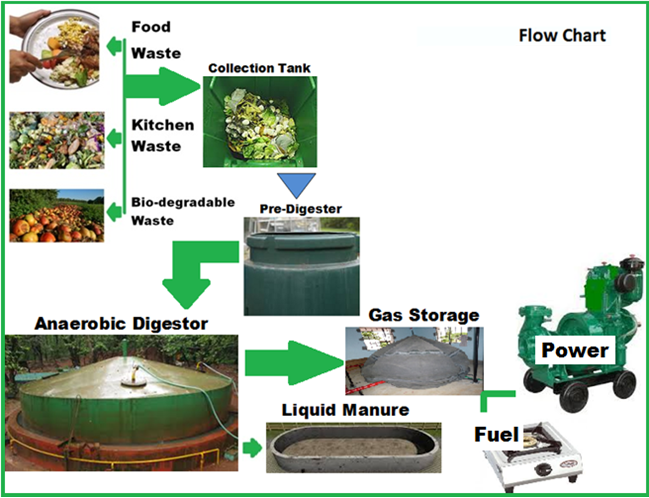 Flow Chart
Food
Waste
Collection Tank
Kitchen
Waste
Bio-degradable
Waste
Pre-Digester
Anaerobic Digestor
Gas Storage
Power
Liquid Manure
Fuel